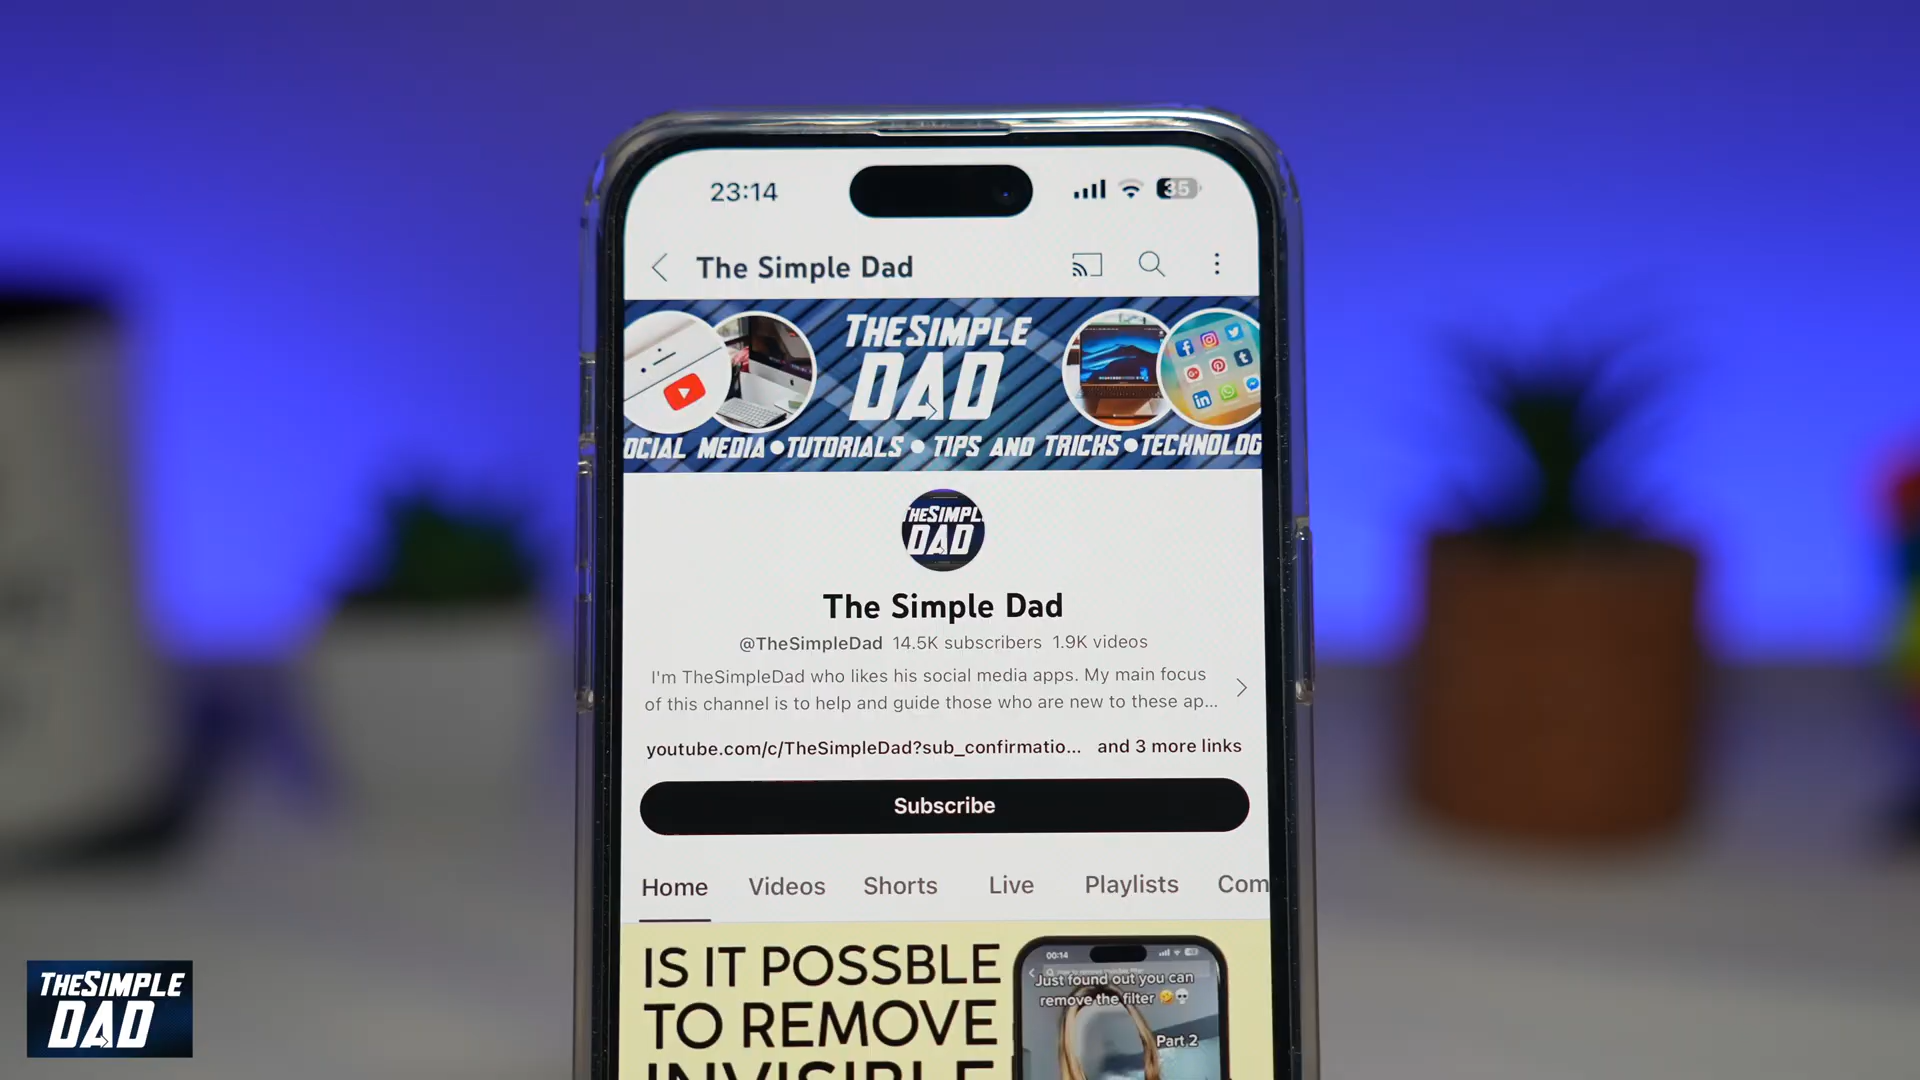 23:14
35
The Simple Dad
THESIMPLE
DAD
OCIAL MEDIA•TUTORIALS • TIPS AND TRICKS•TECHNOLOG
HESIMPL
DAD
The Simple Dad
@TheSimpleDad 14.5K subscribers 1.9K videos
I'm TheSimpleDad who likes his social media apps. My main focus
of this channel is to help and guide those who are new to these ap...
youtube.com/c/TheSimpleDad?sub_confirmatio... and 3 more links
Subscribe
Home Videos Shorts Live Playlists Com
IS IT POSSBLE
TO REMOVE
INVISIBLE
00:14
Just found out you can
remove the filter 🤣💀
Part 2
THESIMPLE
DAD